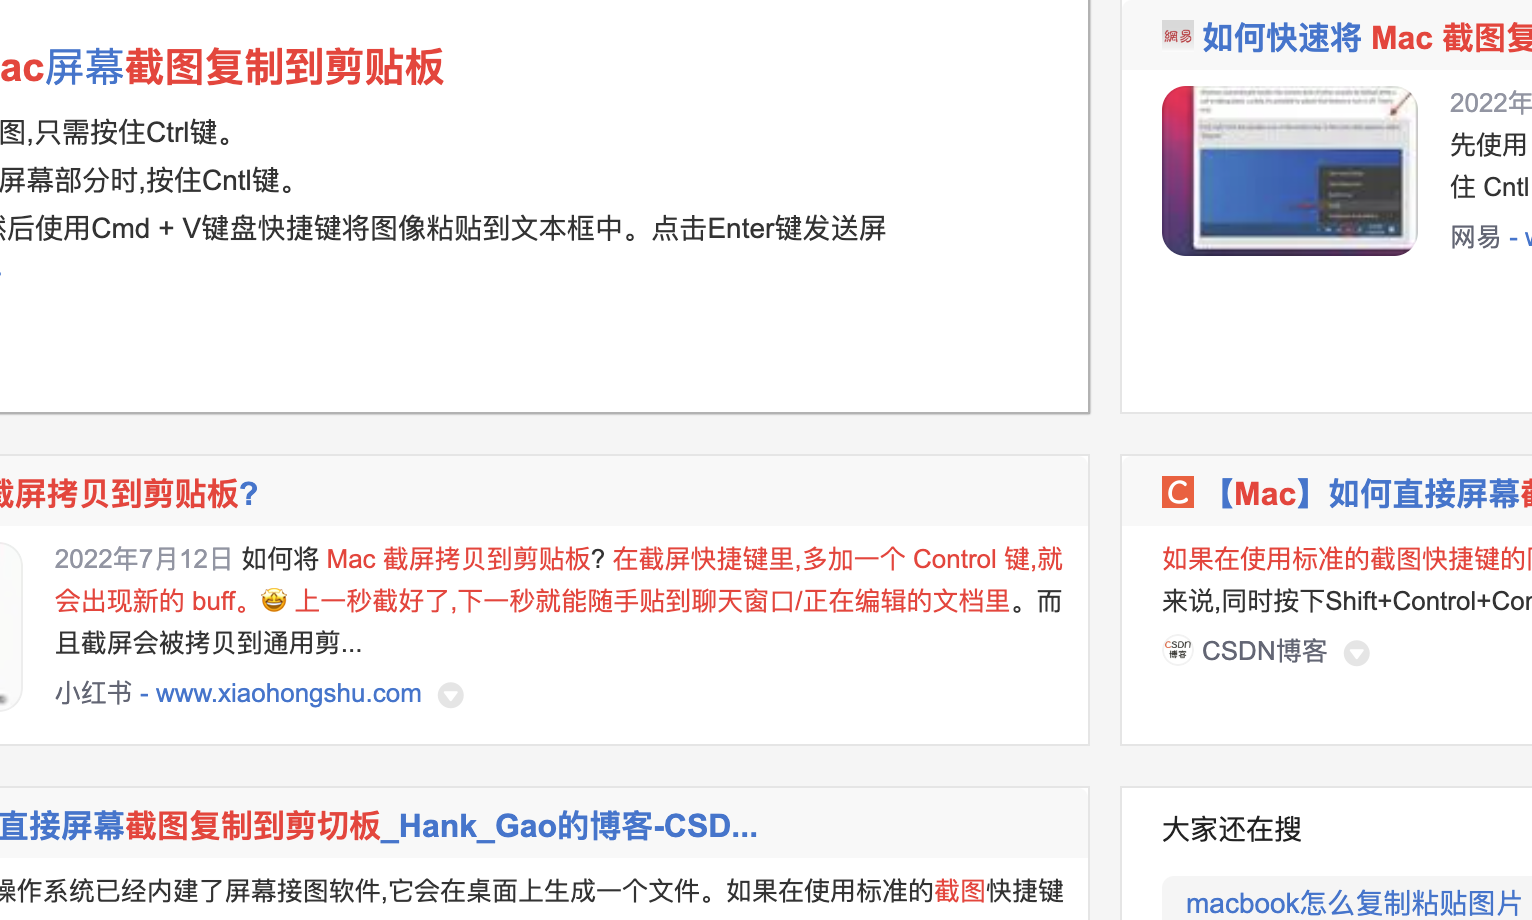 ac屏幕截图复制到剪贴板
图,只需按住Ctrl键。
屏幕部分时,按住Cntl键。
然后使用Cmd + V键盘快捷键将图像粘贴到文本框中。点击Enter键发送屏
網易 如何快速将 Mac 截图复
2022年
先使用
住 Cntl
网易 - w
截屏拷贝到剪贴板?
2022年7月12日 如何将 Mac 截屏拷贝到剪贴板? 在截屏快捷键里,多加一个 Control 键,就
会出现新的 buff。🤩 上一秒截好了,下一秒就能随手贴到聊天窗口/正在编辑的文档里。而
且截屏会被拷贝到通用剪...
小红书 - www.xiaohongshu.com
C 【Mac】如何直接屏幕截
如果在使用标准的截图快捷键的同
来说,同时按下Shift+Control+Com
CSDN博客 CSDN博客
直接屏幕截图复制到剪切板_Hank_Gao的博客-CSD...
操作系统已经内建了屏幕接图软件,它会在桌面上生成一个文件。如果在使用标准的截图快捷键
大家还在搜
macbook怎么复制粘贴图片